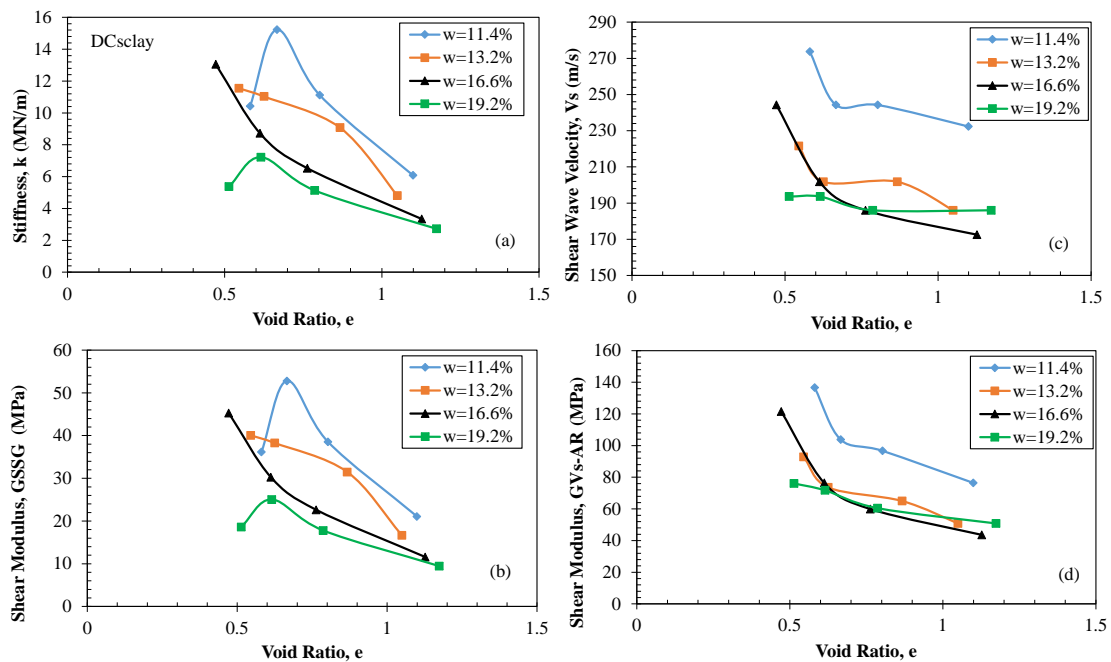 DCsclay
w=11.4%
w=13.2%
w=16.6%
w=19.2%
(a)
Stiffness, k (MN/m)
16
14
12
10
8
6
4
2
0
0 0.5 1 1.5
Void Ratio, e
w=11.4%
w=13.2%
w=16.6%
w=19.2%
(c)
Shear Wave Velocity, Vs (m/s)
290
270
250
230
210
190
170
150
0 0.5 1 1.5
Void Ratio, e
w=11.4%
w=13.2%
w=16.6%
w=19.2%
(b)
Shear Modulus, GSSG (MPa)
60
50
40
30
20
10
0
0 0.5 1 1.5
Void Ratio, e
w=11.4%
w=13.2%
w=16.6%
w=19.2%
(d)
Shear Modulus, GVs-AR (MPa)
160
140
120
100
80
60
40
20
0
0 0.5 1 1.5
Void Ratio, e